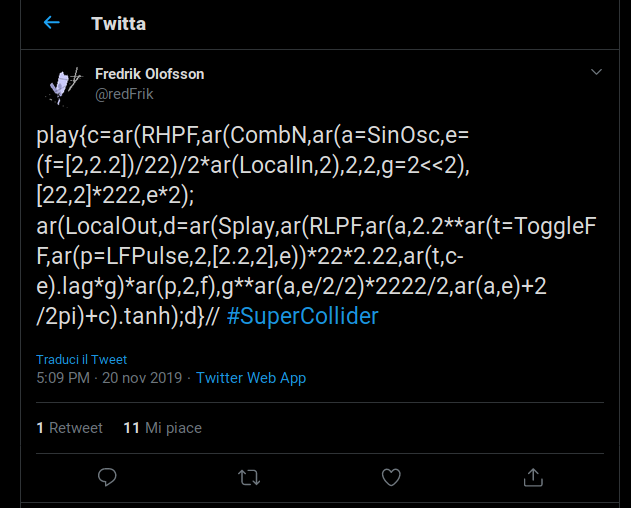 Twitta
Fredrik Olofsson
@redFrik
play{c=ar(RHPF,ar(CombN,ar(a=SinOsc,e=
(f=[2,2.2])/22)/2*ar(LocalIn,2),2,2,g=2<<2),
[22,2]*222,e*2);
ar(LocalOut,d=ar(Splay,ar(RLPF,ar(a,2.2**ar(t=ToggleF
F,ar(p=LFPulse,2,[2.2,2],e))*22*2.22,ar(t,c-
e).lag*g)*ar(p,2,f),g**ar(a,e/2/2)*2222/2,ar(a,e)+2
/2pi)+c).tanh);d}// #SuperCollider
Traduci il Tweet
5:09 PM · 20 nov 2019 · Twitter Web App
1 Retweet 11 Mi piace